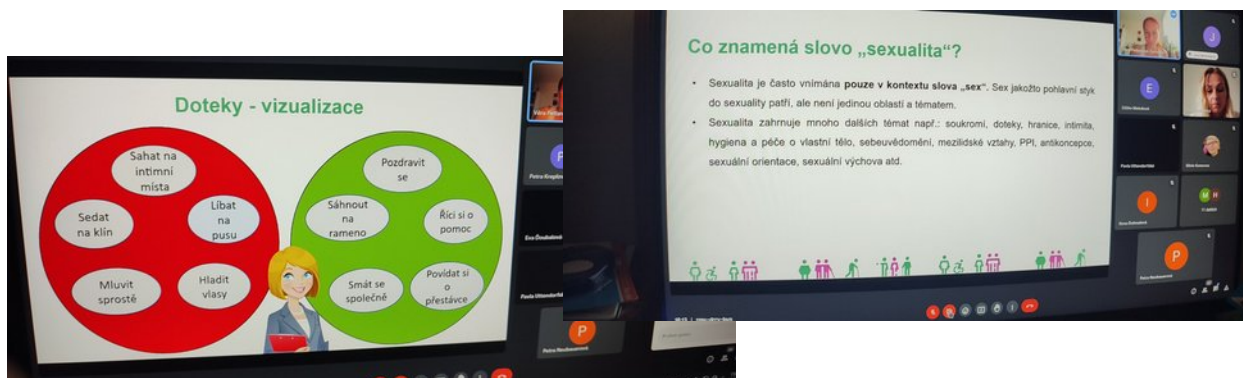 Doteky - vizualizace
Sahat na
intimní
místa
Sedat
na klín
Líbat
na
pusu
Mluvit
sprostě
Hladit
vlasy
Pozdravit
se
Sáhnout
na
rameno
Říci si o
pomoc
Smát se
společně
Povídat si
o
přestávce
P
Petra Neubauerová
P
Co znamená slovo „sexualita“?
• Sexualita je často vnímána pouze v kontextu slova „sex“. Sex jakožto pohlavní styk
do sexuality patří, ale není jedinou oblastí a tématem.
• Sexualita zahrnuje mnoho dalších témat např.: soukromí, doteky, hranice, intimita,
hygiena a péče o vlastní tělo, sebeuvědomění, mezilidské vztahy, PPI, antikoncepce,
sexuální orientace, sexuální výchova atd.
J
E
I
M H
P
Petra Neubauerová